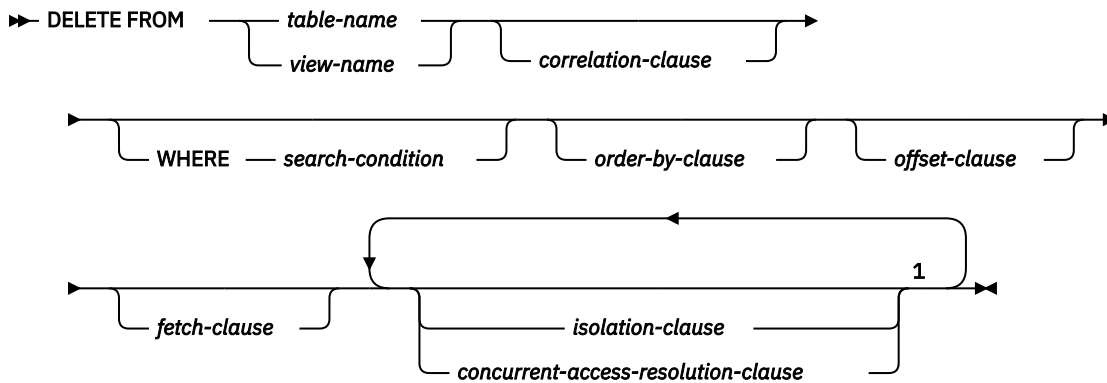 DELETE FROM table-name
view-name correlation-clause
WHERE search-condition order-by-clause offset-clause
1
fetch-clause isolation-clause
concurrent-access-resolution-clause